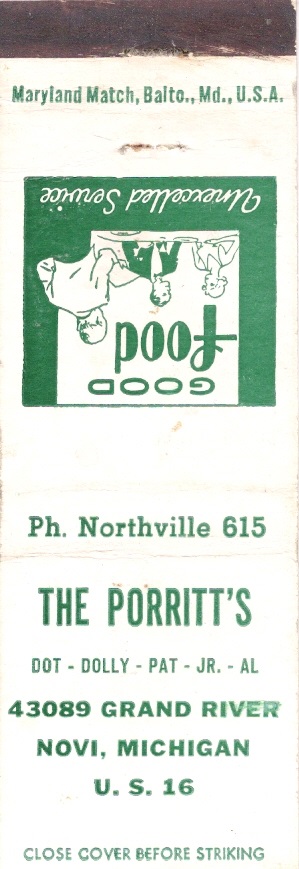 Maryland Match, Balto., Md., U.S.A.
GOOD
Food
Unexcelled Service
Ph. Northville 615
THE PORRITT'S
DOT - DOLLY - PAT - JR. - AL
43089 GRAND RIVER
NOVI, MICHIGAN
U. S. 16
CLOSE COVER BEFORE STRIKING